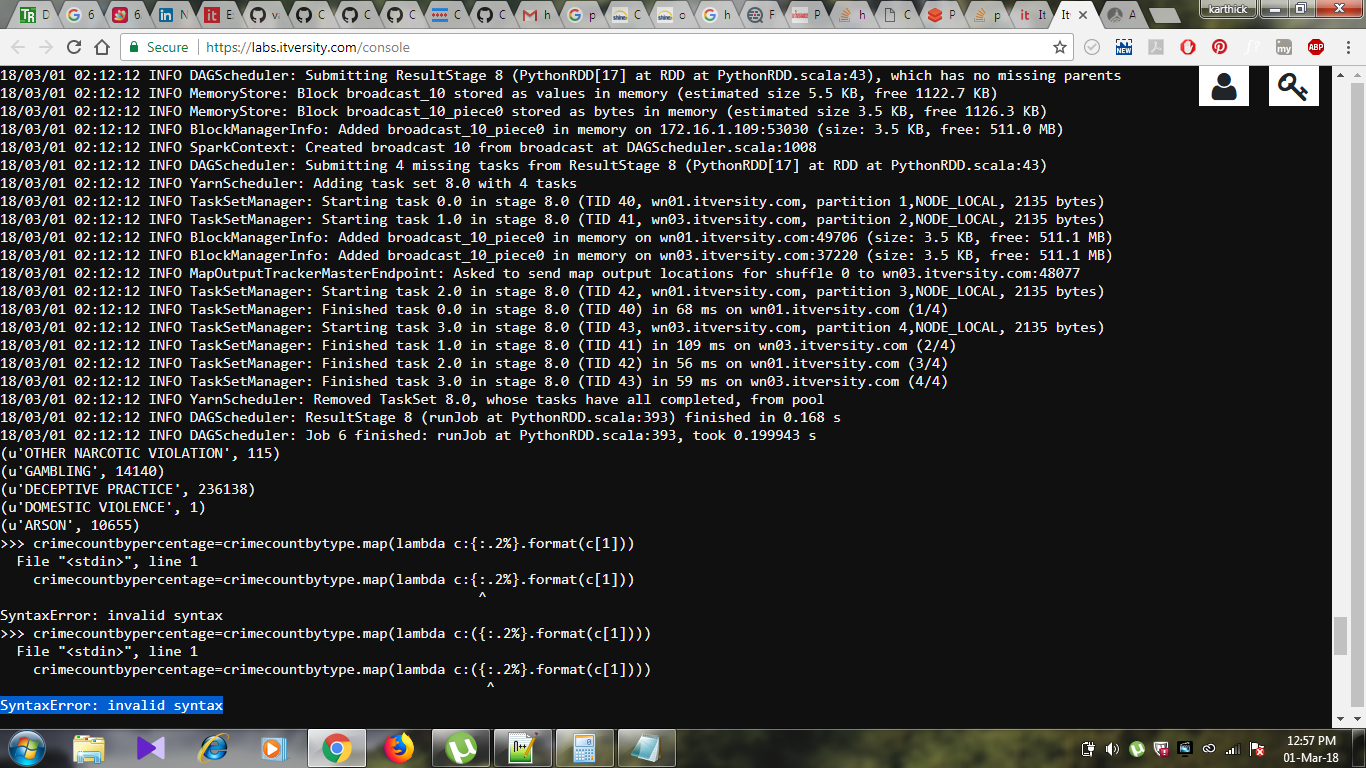 karthick
Secure
https://labs.itversity.com/console
18/03/01 02:12:12 INFO DAGScheduler: Submitting ResultStage 8 (PythonRDD[17] at RDD at PythonRDD.scala:43), which has no missing parents
18/03/01 02:12:12 INFO MemoryStore: Block broadcast_10 stored as values in memory (estimated size 5.5 KB, free 1122.7 KB)
18/03/01 02:12:12 INFO MemoryStore: Block broadcast_10_piece0 stored as bytes in memory (estimated size 3.5 KB, free 1126.3 KB)
18/03/01 02:12:12 INFO BlockManagerInfo: Added broadcast_10_piece0 in memory on 172.16.1.109:53030 (size: 3.5 KB, free: 511.0 MB)
18/03/01 02:12:12 INFO SparkContext: Created broadcast 10 from broadcast at DAGScheduler.scala:1008
18/03/01 02:12:12 INFO DAGScheduler: Submitting 4 missing tasks from ResultStage 8 (PythonRDD[17] at RDD at PythonRDD.scala:43)
18/03/01 02:12:12 INFO YarnScheduler: Adding task set 8.0 with 4 tasks
18/03/01 02:12:12 INFO TaskSetManager: Starting task 0.0 in stage 8.0 (TID 40, wn01.itversity.com, partition 1,NODE_LOCAL, 2135 bytes)
18/03/01 02:12:12 INFO TaskSetManager: Starting task 1.0 in stage 8.0 (TID 41, wn03.itversity.com, partition 2,NODE_LOCAL, 2135 bytes)
18/03/01 02:12:12 INFO BlockManagerInfo: Added broadcast_10_piece0 in memory on wn01.itversity.com:49706 (size: 3.5 KB, free: 511.1 MB)
18/03/01 02:12:12 INFO BlockManagerInfo: Added broadcast_10_piece0 in memory on wn03.itversity.com:37220 (size: 3.5 KB, free: 511.1 MB)
18/03/01 02:12:12 INFO MapOutputTrackerMasterEndpoint: Asked to send map output locations for shuffle 0 to wn03.itversity.com:48077
18/03/01 02:12:12 INFO TaskSetManager: Starting task 2.0 in stage 8.0 (TID 42, wn01.itversity.com, partition 3,NODE_LOCAL, 2135 bytes)
18/03/01 02:12:12 INFO TaskSetManager: Finished task 0.0 in stage 8.0 (TID 40) in 68 ms on wn01.itversity.com (1/4)
18/03/01 02:12:12 INFO TaskSetManager: Starting task 3.0 in stage 8.0 (TID 43, wn03.itversity.com, partition 4,NODE_LOCAL, 2135 bytes)
18/03/01 02:12:12 INFO TaskSetManager: Finished task 1.0 in stage 8.0 (TID 41) in 109 ms on wn03.itversity.com (2/4)
18/03/01 02:12:12 INFO TaskSetManager: Finished task 2.0 in stage 8.0 (TID 42) in 56 ms on wn01.itversity.com (3/4)
18/03/01 02:12:12 INFO TaskSetManager: Finished task 3.0 in stage 8.0 (TID 43) in 59 ms on wn03.itversity.com (4/4)
18/03/01 02:12:12 INFO YarnScheduler: Removed TaskSet 8.0, whose tasks have all completed, from pool
18/03/01 02:12:12 INFO DAGScheduler: ResultStage 8 (runJob at PythonRDD.scala:393) finished in 0.168 s
18/03/01 02:12:12 INFO DAGScheduler: Job 6 finished: runJob at PythonRDD.scala:393, took 0.199943 s
(u'OTHER NARCOTIC VIOLATION', 115)
(u'GAMBLING', 14140)
(u'DECEPTIVE PRACTICE', 236138)
(u'DOMESTIC VIOLENCE', 1)
(u'ARSON', 10655)
>>> crimecountbypercentage=crimecountbytype.map(lambda c:{:.2%}.format(c[1]))
File "<stdin>", line 1
crimecountbypercentage=crimecountbytype.map(lambda c:{:.2%}.format(c[1]))
^
SyntaxError: invalid syntax
>>> crimecountbypercentage=crimecountbytype.map(lambda c:({:.2%}.format(c[1])))
File "<stdin>", line 1
crimecountbypercentage=crimecountbytype.map(lambda c:({:.2%}.format(c[1])))
^
SyntaxError: invalid syntax
12:57 PM
01-Mar-18